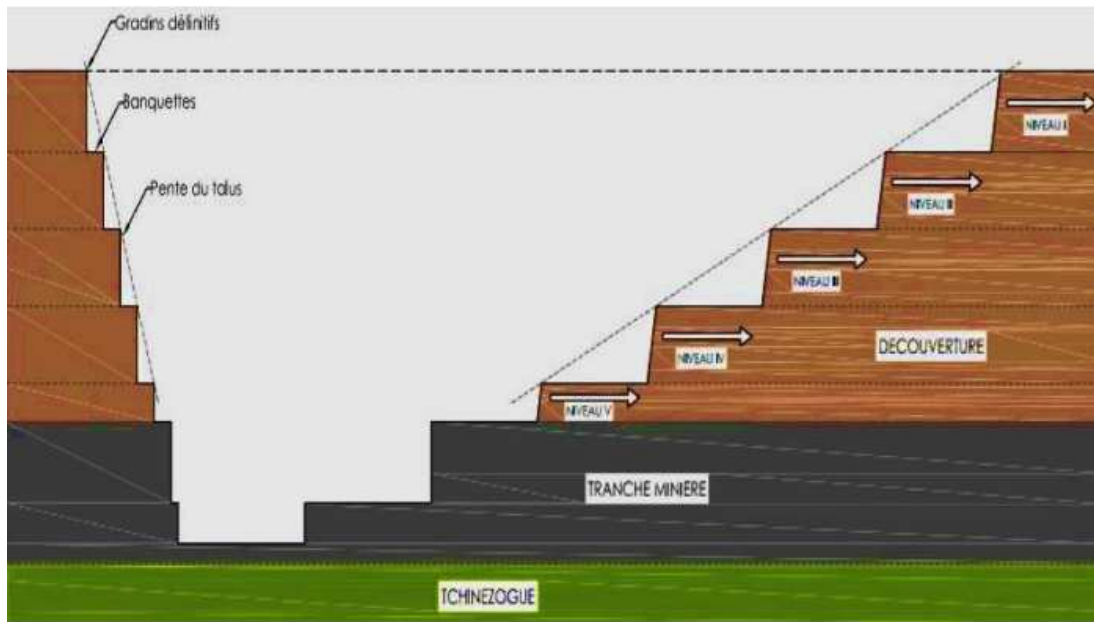 Gradins définitifs
Banquettes
Pente du talus
NIVEAU I
NIVEAU II
NIVEAU III
NIVEAU IV
NIVEAU V
DECOUVERTURE
TRANCHE MINIERE
TCHINEZOGUE